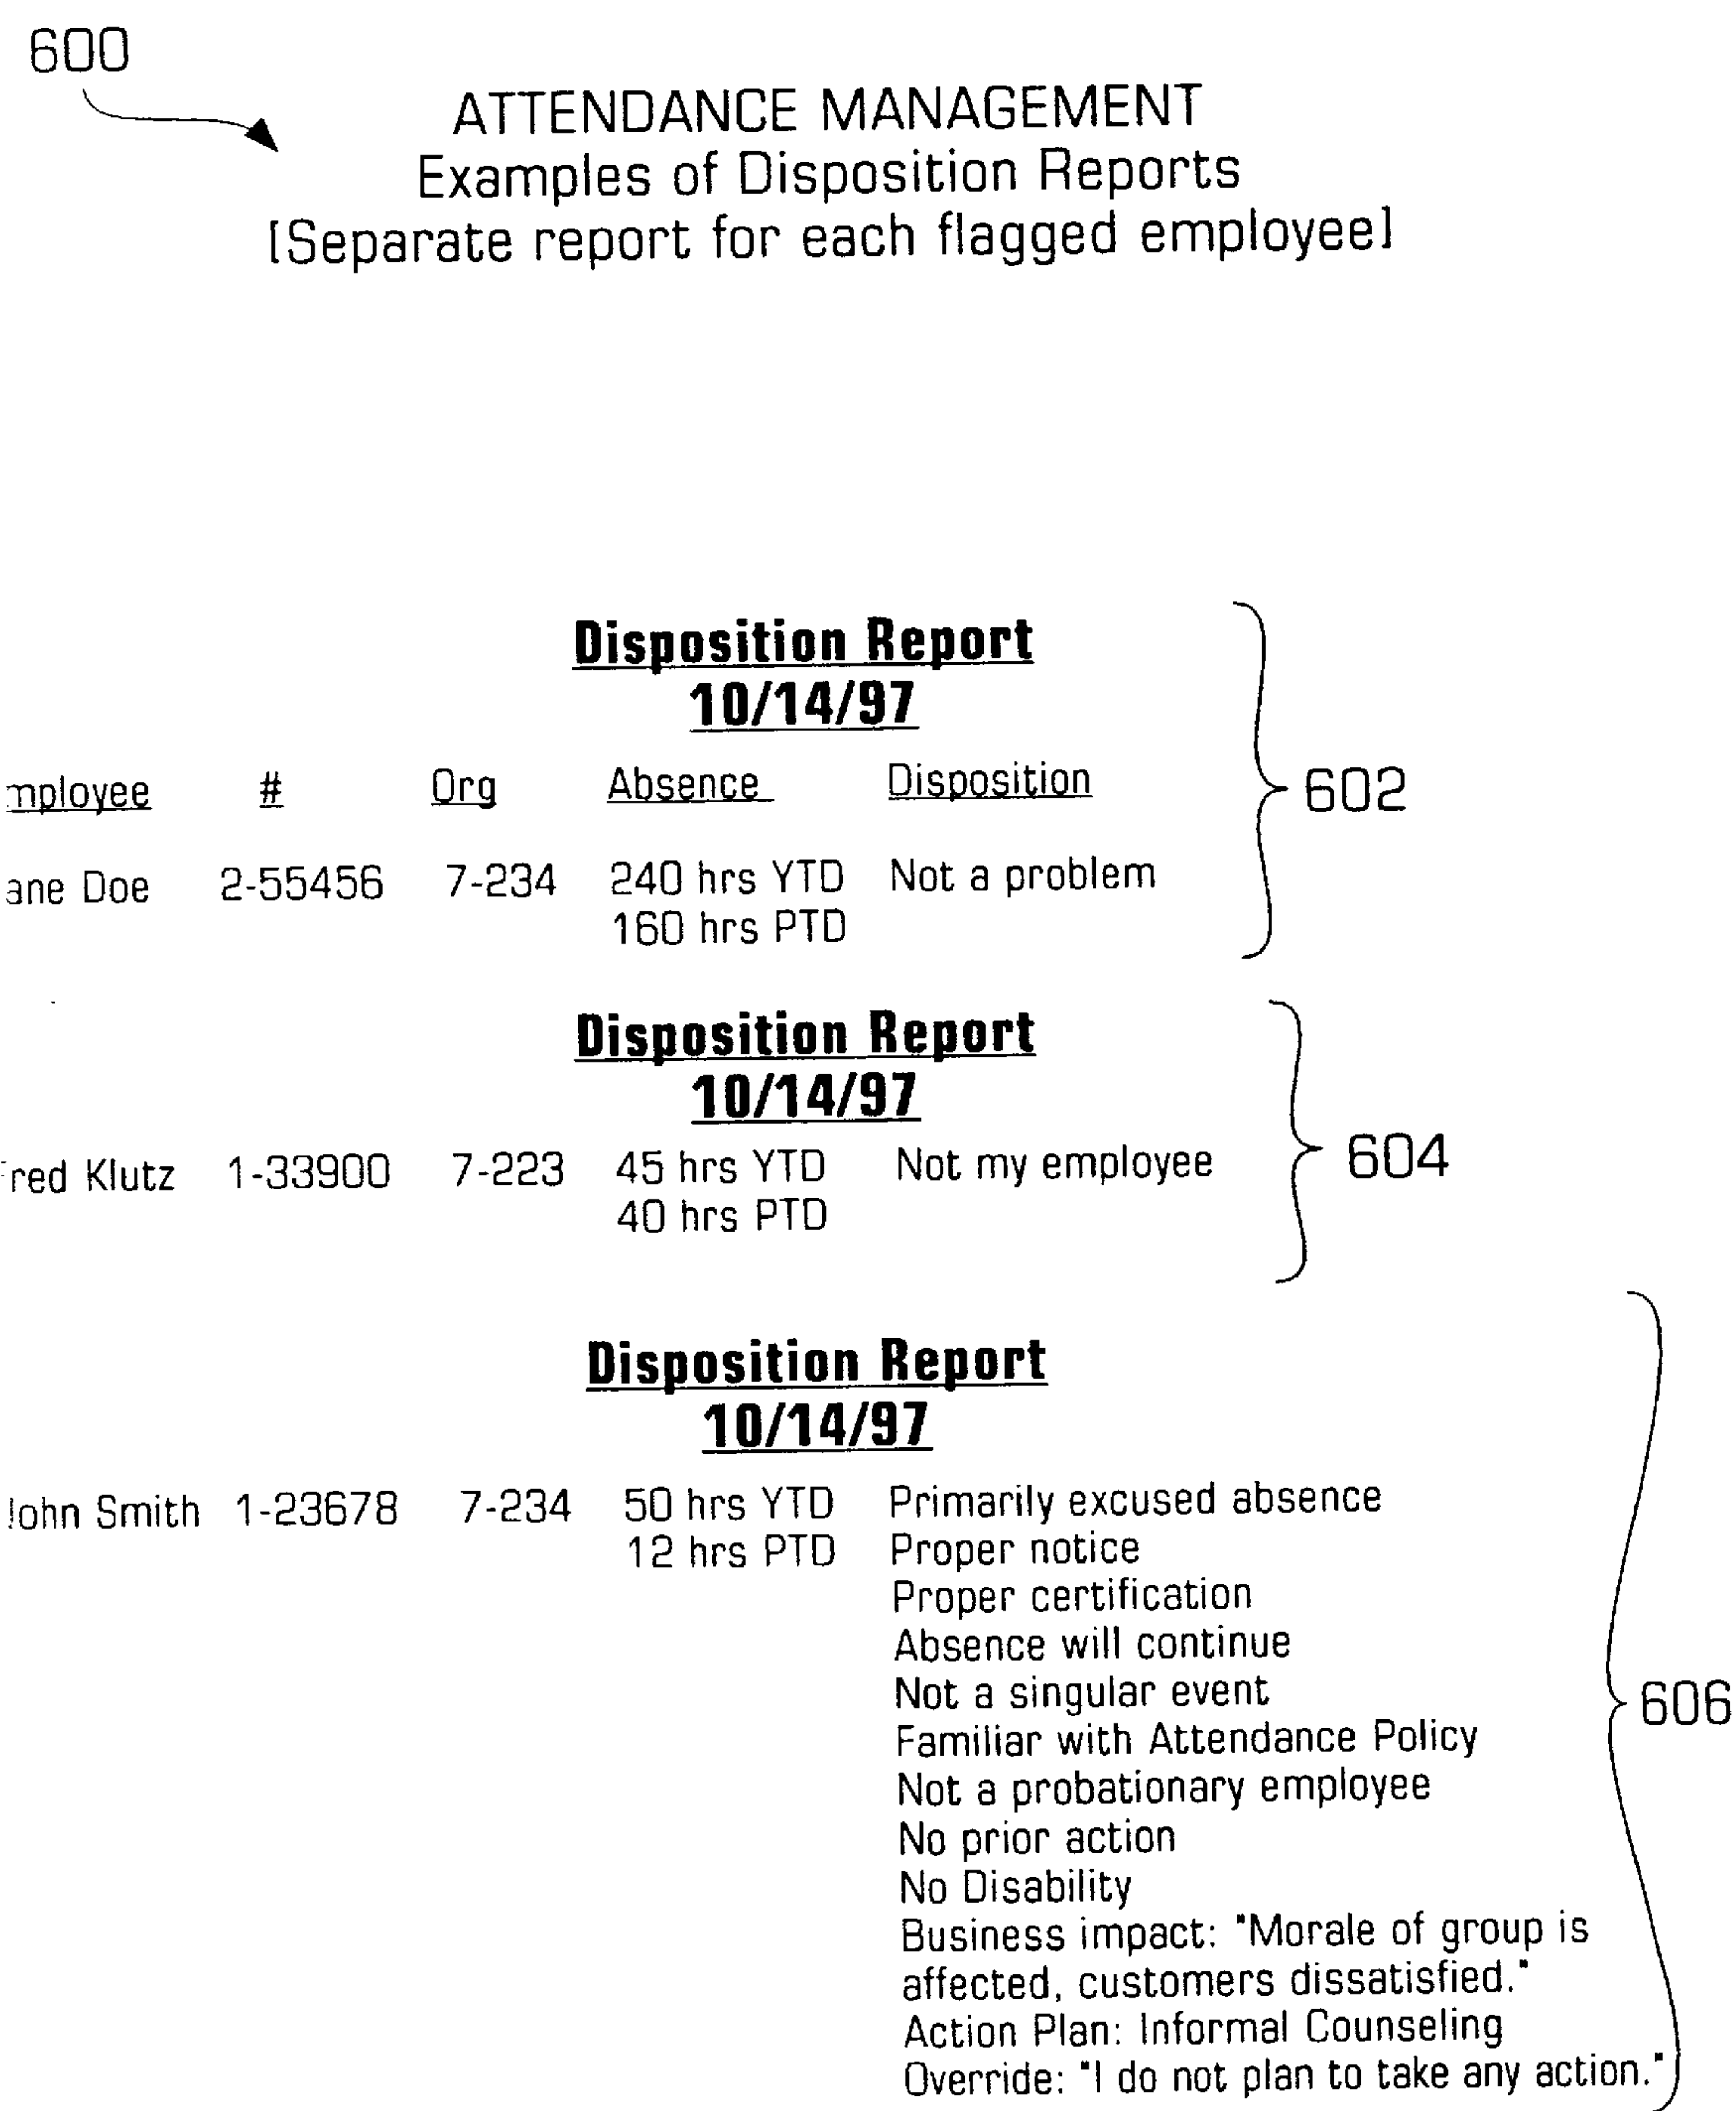 600
ATTENDANCE MANAGEMENT
Examples of Disposition Reports
[Separate report for each flagged employee]
Disposition Report
10/14/97
mployee # Org Absence Disposition
602
ane Doe 2-55456 7-234 240 hrs YTD Not a problem
160 hrs PTD
Disposition Report
10/14/97
red Klutz 1-33900 7-223 45 hrs YTD Not my employee
604
40 hrs PTD
Disposition Report
10/14/97
John Smith 1-23678 7-234 50 hrs YTD Primarily excused absence
12 hrs PTD Proper notice
Proper certification
Absence will continue
Not a singular event
606
Familiar with Attendance Policy
Not a probationary employee
No prior action
No Disability
Business impact: "Morale of group is
affected, customers dissatisfied."
Action Plan: Informal Counseling
Override: "I do not plan to take any action."